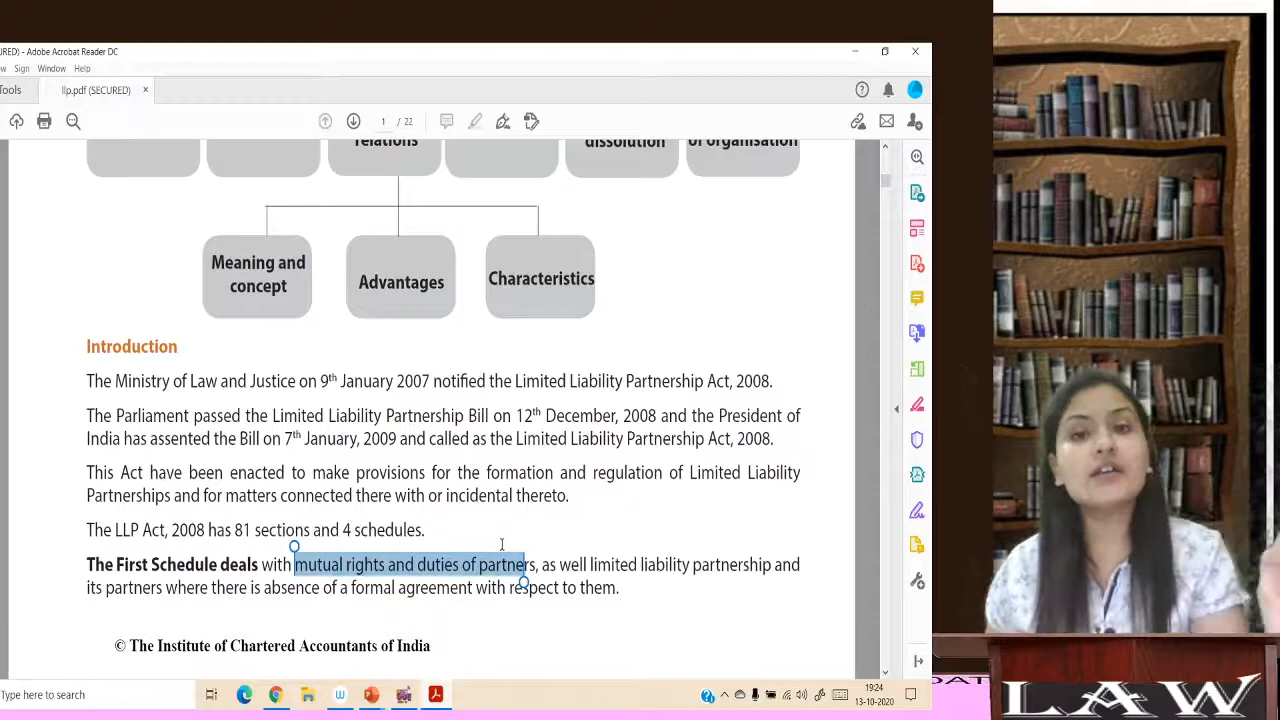 RED) - Adobe Acrobat Reader DC
w Sign Window Help
Tools llp.pdf (SECURED) ×
1 / 22
relations
dissolution
of organisation
Meaning and
concept
Advantages
Characteristics
Introduction
The Ministry of Law and Justice on 9th January 2007 notified the Limited Liability Partnership Act, 2008.
The Parliament passed the Limited Liability Partnership Bill on 12th December, 2008 and the President of
India has assented the Bill on 7th January, 2009 and called as the Limited Liability Partnership Act, 2008.
This Act have been enacted to make provisions for the formation and regulation of Limited Liability
Partnerships and for matters connected there with or incidental thereto.
The LLP Act, 2008 has 81 sections and 4 schedules.
The First Schedule deals with mutual rights and duties of partners, as well limited liability partnership and
its partners where there is absence of a formal agreement with respect to them.
© The Institute of Chartered Accountants of India
Type here to search
19:24
13-10-2020
LAW